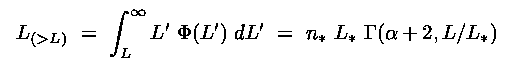 L_{(>L)} = ∫_L^∞ L′ Φ(L′) dL′ = n_* L_* Γ(α + 2, L/L_*)